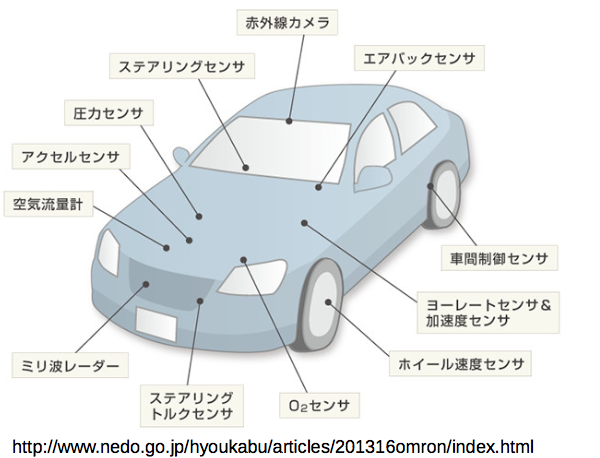 赤外線カメラ
ステアリングセンサ
エアバックセンサ
圧力センサ
アクセルセンサ
空気流量計
車間制御センサ
ヨーレートセンサ&
加速度センサ
ミリ波レーダー
ホイール速度センサ
ステアリング
トルクセンサ
O₂センサ
http://www.nedo.go.jp/hyoukabu/articles/201316omron/index.html